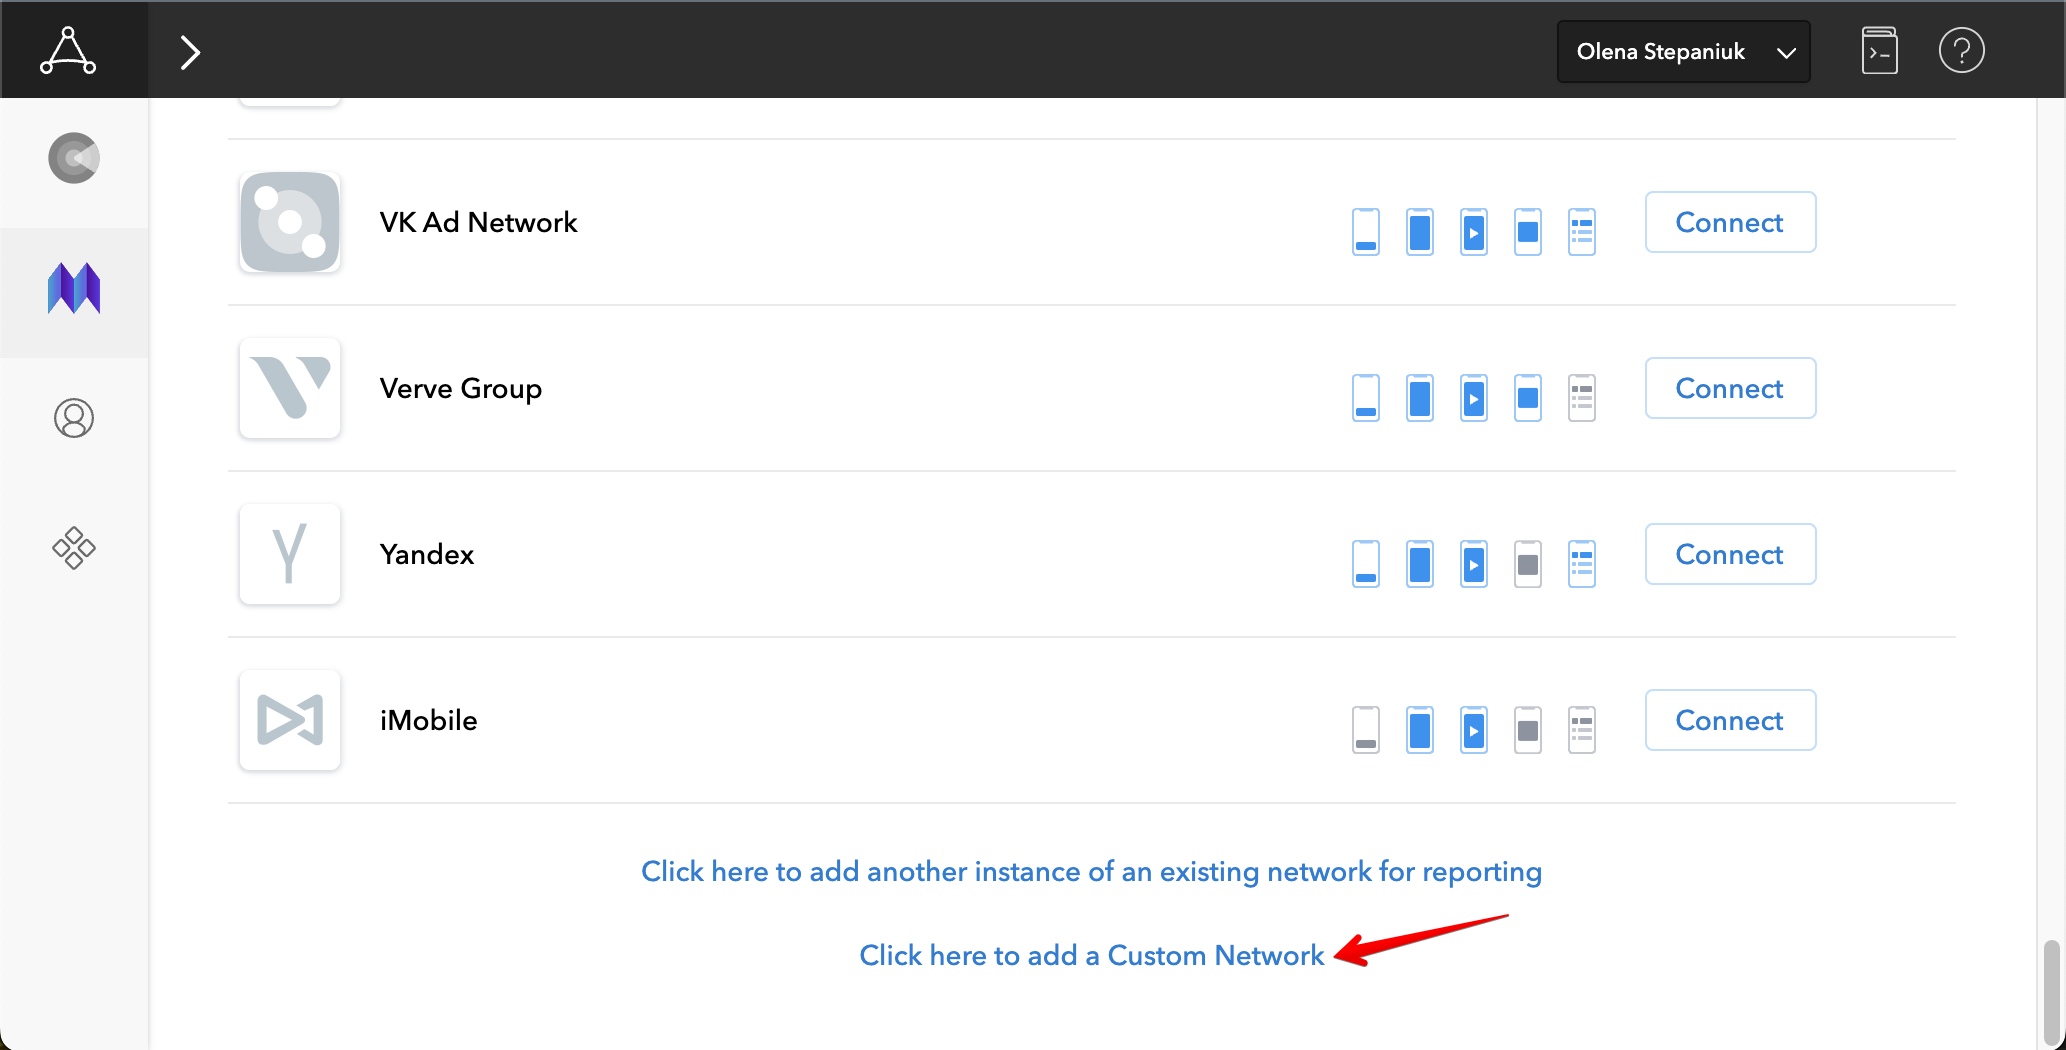 Olena Stepaniuk
VK Ad Network
Connect
Verve Group
Connect
Yandex
Connect
iMobile
Connect
Click here to add another instance of an existing network for reporting
Click here to add a Custom Network